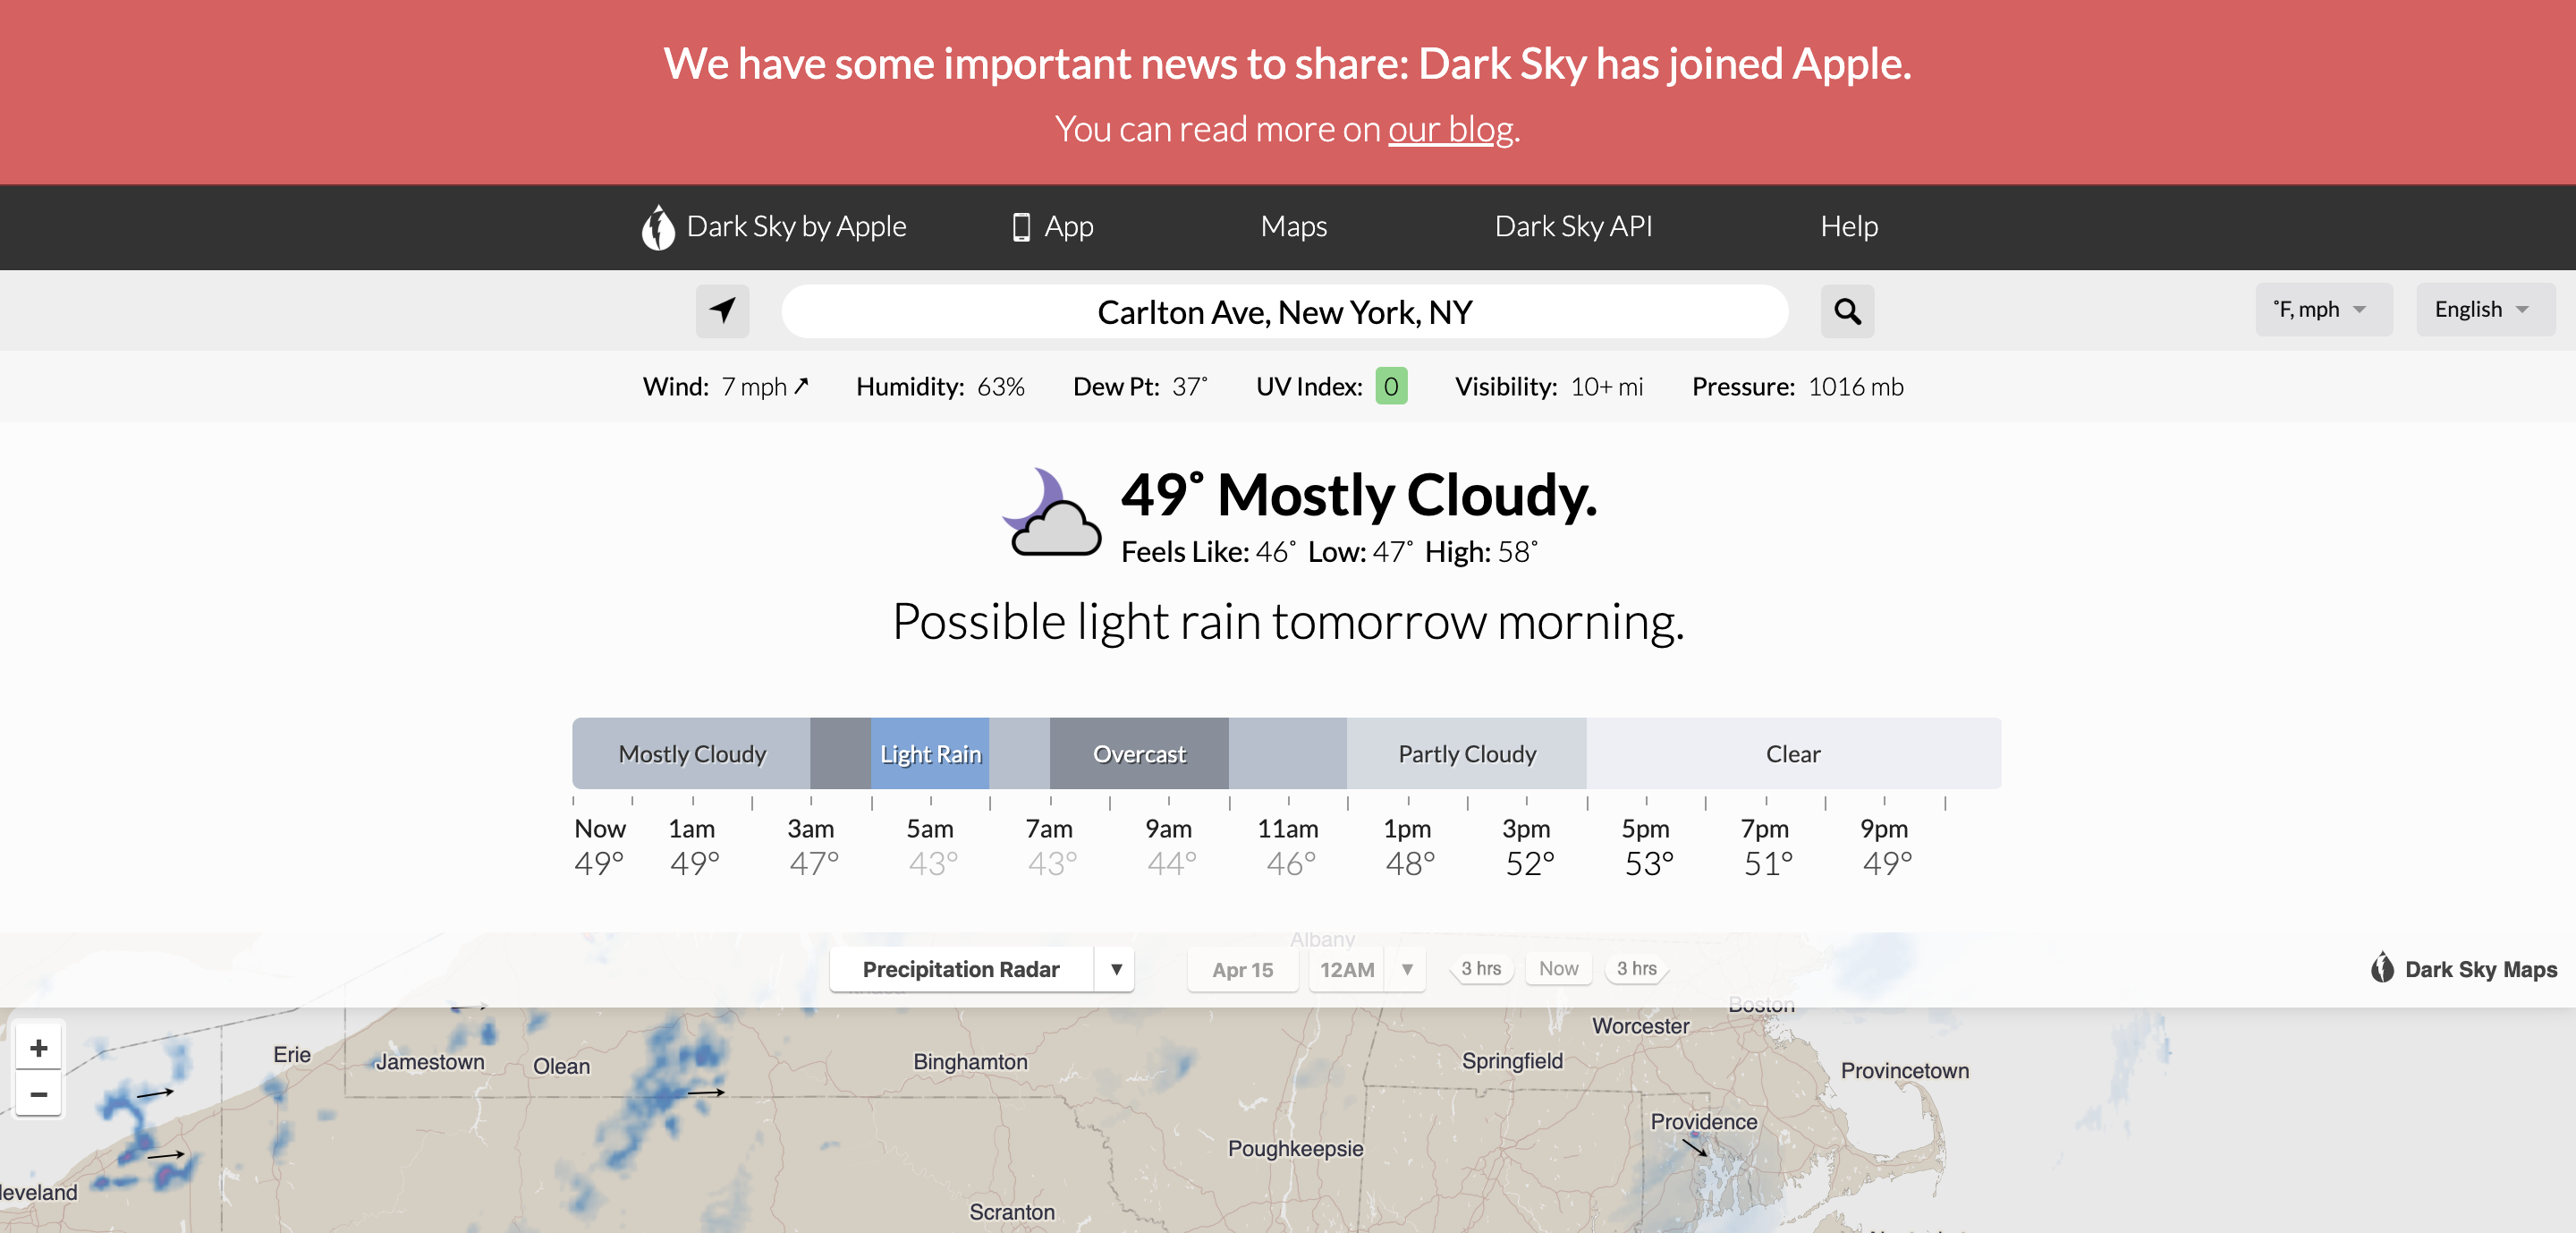 We have some important news to share: Dark Sky has joined Apple.
You can read more on our blog.
Dark Sky by Apple App Maps Dark Sky API Help
Carlton Ave, New York, NY
˚F, mph English
Wind: 7 mph Humidity: 63% Dew Pt: 37˚ UV Index: 0 Visibility: 10+ mi Pressure: 1016 mb
49˚ Mostly Cloudy.
Feels Like: 46˚ Low: 47˚ High: 58˚
Possible light rain tomorrow morning.
Mostly Cloudy Light Rain Overcast Partly Cloudy Clear
Now 1am 3am 5am 7am 9am 11am 1pm 3pm 5pm 7pm 9pm
49° 49° 47° 43° 43° 44° 46° 48° 52° 53° 51° 49°
Albany
Precipitation Radar ▼ Apr 15 12AM ▼ 3 hrs Now 3 hrs Dark Sky Maps
Boston
Worcester
+
Erie Jamestown Olean Binghamton Springfield Provincetown
−
Providence
Poughkeepsie
leveland
Scranton